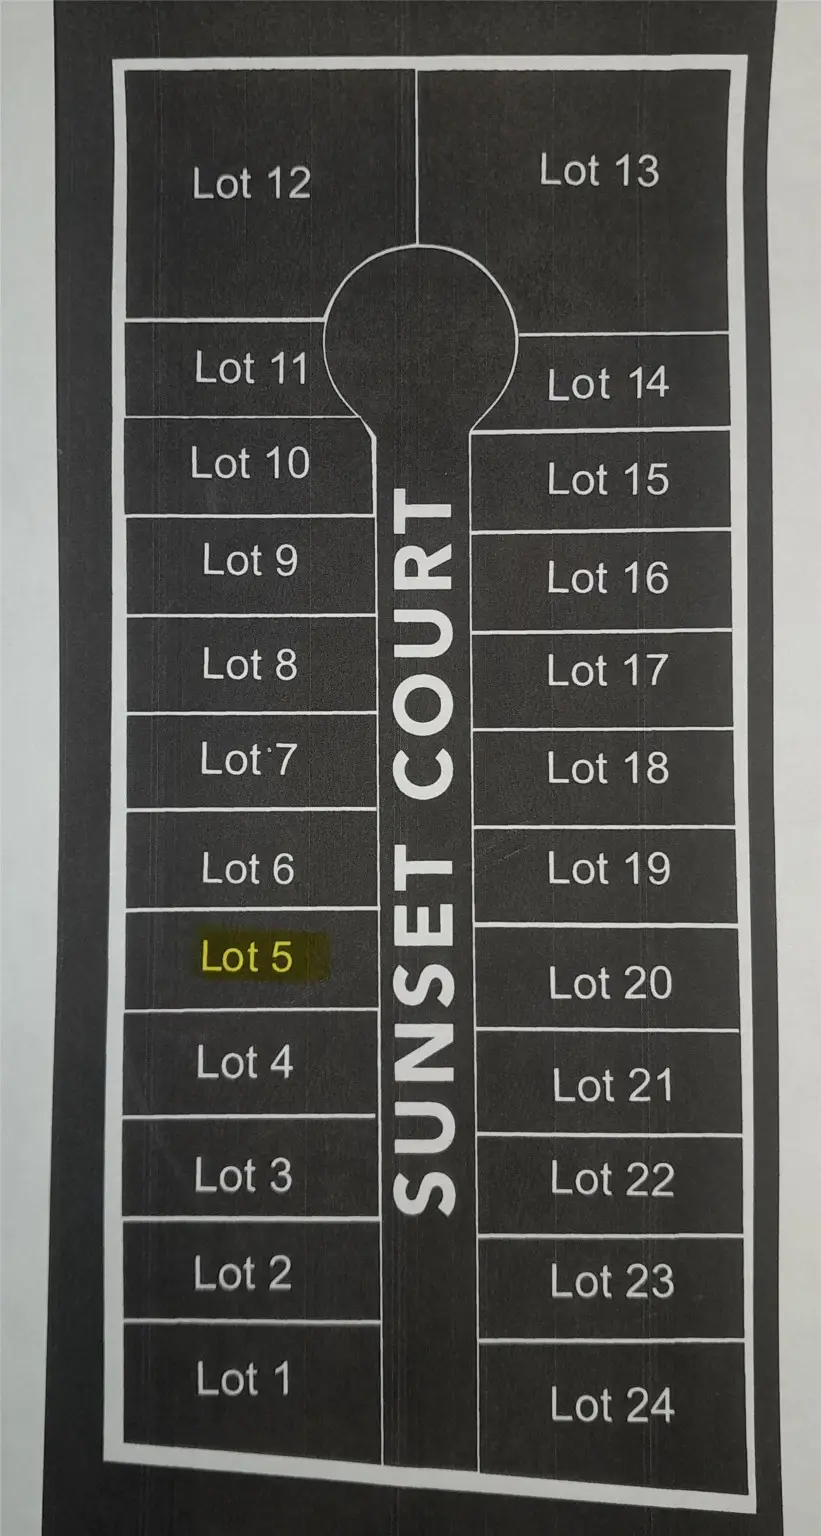 Lot 12
Lot 13
Lot 11
Lot 14
Lot 10
Lot 15
Lot 9
Lot 16
Lot 8
Lot 17
Lot 7
Lot 18
Lot 6
Lot 19
Lot 5
Lot 20
Lot 4
Lot 21
Lot 3
Lot 22
Lot 2
Lot 23
Lot 1
Lot 24
SUNSET COURT